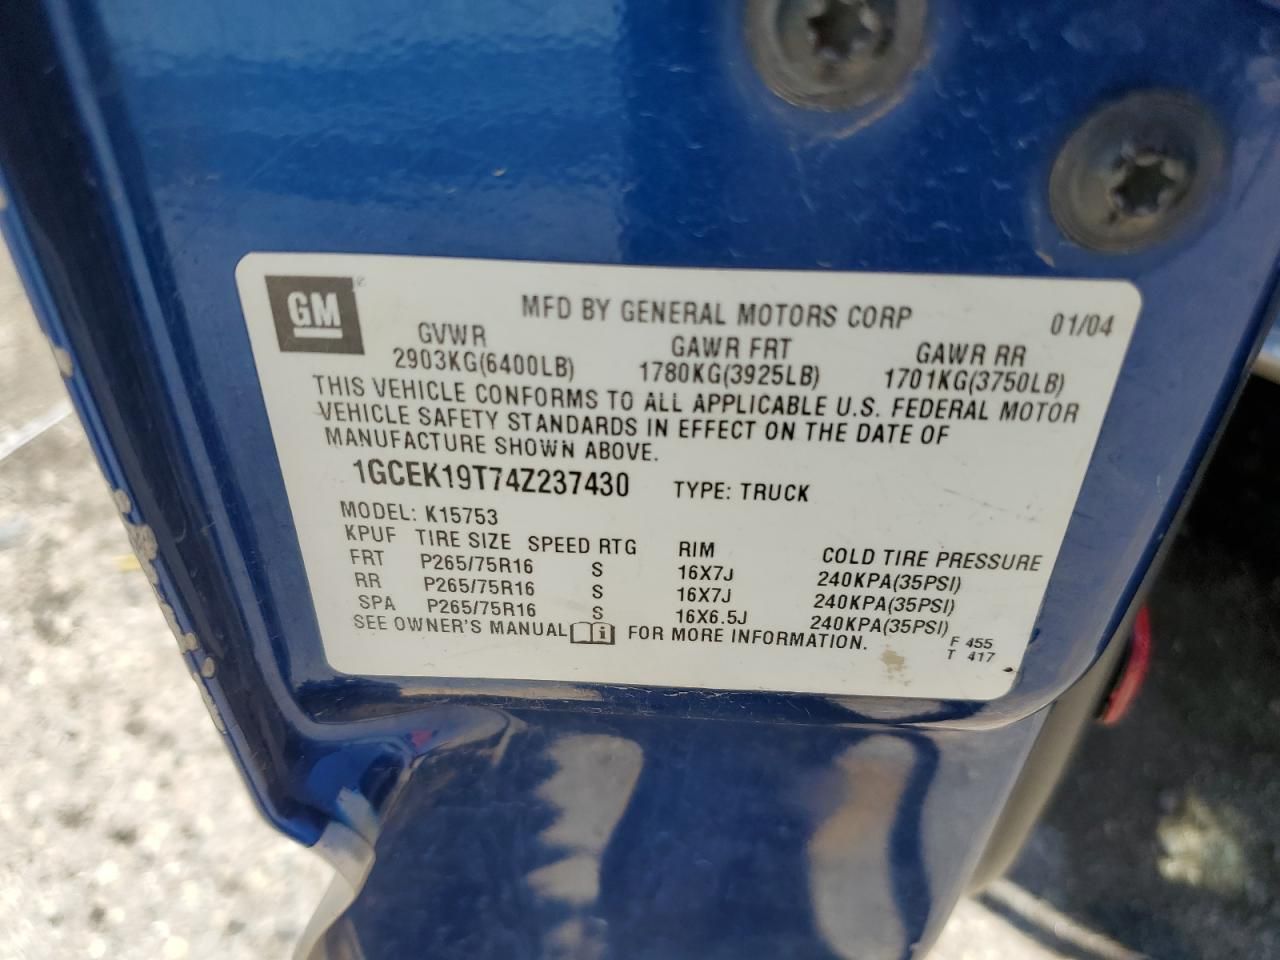 GM
MFD BY GENERAL MOTORS CORP 01/04
GVWR GAWR FRT GAWR RR
2903KG(6400LB) 1780KG(3925LB) 1701KG(3750LB)
THIS VEHICLE CONFORMS TO ALL APPLICABLE U.S. FEDERAL MOTOR
VEHICLE SAFETY STANDARDS IN EFFECT ON THE DATE OF
MANUFACTURE SHOWN ABOVE.
1GCEK19T74Z237430 TYPE: TRUCK
MODEL: K15753
KPUF TIRE SIZE SPEED RTG RIM COLD TIRE PRESSURE
FRT P265/75R16 S 16X7J 240KPA(35PSI)
RR P265/75R16 S 16X7J 240KPA(35PSI)
SPA P265/75R16 S 16X6.5J 240KPA(35PSI)
SEE OWNER'S MANUAL i FOR MORE INFORMATION.
F 455
T 417